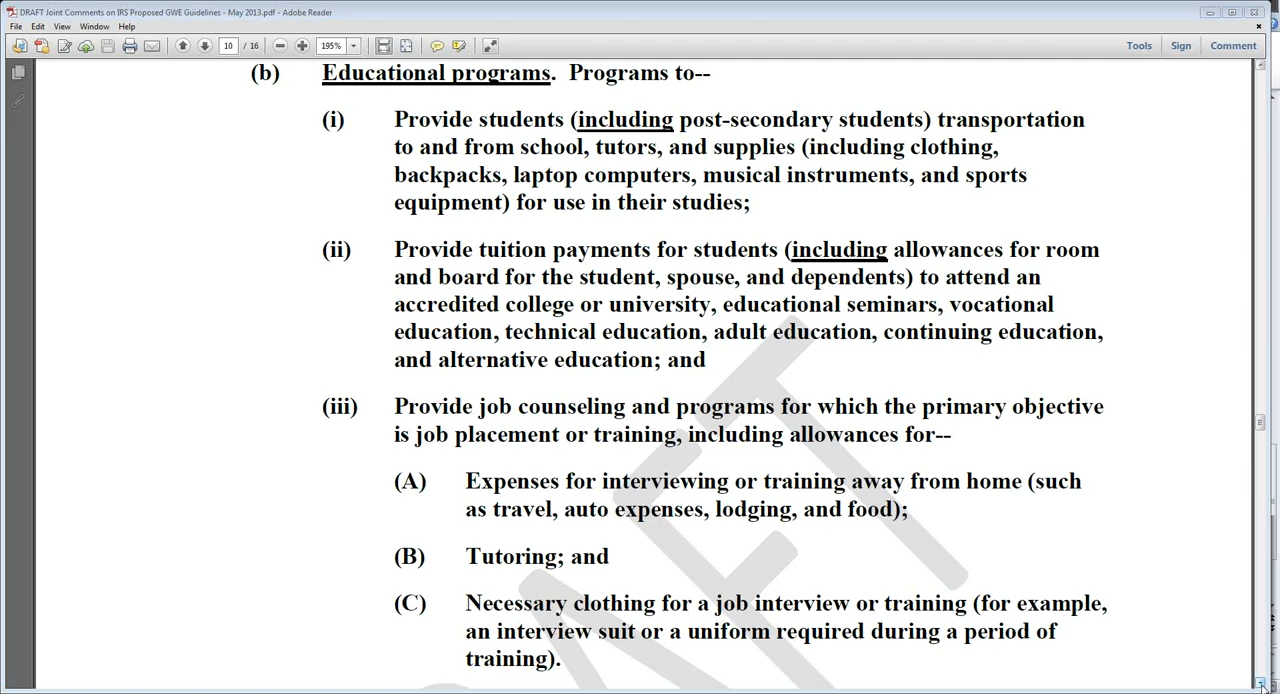 DRAFT Joint Comments on IRS Proposed GWE Guidelines - May 2013.pdf - Adobe Reader
File Edit View Window Help
10 / 16 195% Tools Sign Comment
(b) Educational programs. Programs to--
(i) Provide students (including post-secondary students) transportation
to and from school, tutors, and supplies (including clothing,
backpacks, laptop computers, musical instruments, and sports
equipment) for use in their studies;
(ii) Provide tuition payments for students (including allowances for room
and board for the student, spouse, and dependents) to attend an
accredited college or university, educational seminars, vocational
education, technical education, adult education, continuing education,
and alternative education; and
(iii) Provide job counseling and programs for which the primary objective
is job placement or training, including allowances for--
(A) Expenses for interviewing or training away from home (such
as travel, auto expenses, lodging, and food);
(B) Tutoring; and
(C) Necessary clothing for a job interview or training (for example,
an interview suit or a uniform required during a period of
training).